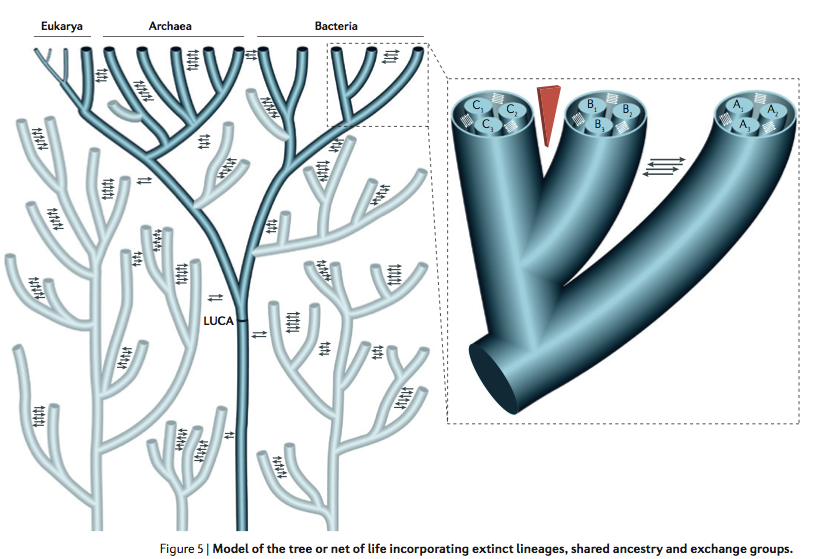 Eukarya Archaea Bacteria
C1 C2 C3
B1 B2 B3
A1 A2 A3
LUCA
Figure 5 | Model of the tree or net of life incorporating extinct lineages, shared ancestry and exchange groups.